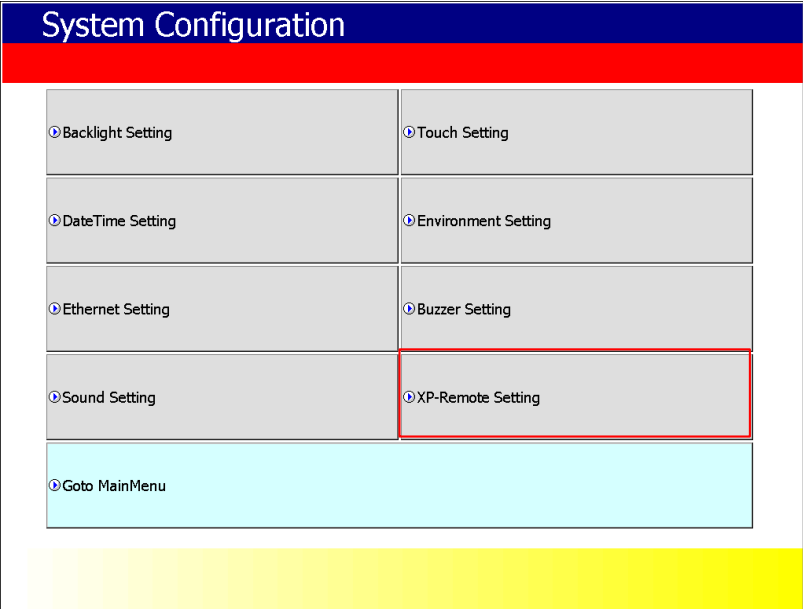 System Configuration
Backlight Setting
Touch Setting
DateTime Setting
Environment Setting
Ethernet Setting
Buzzer Setting
Sound Setting
XP-Remote Setting
Goto MainMenu